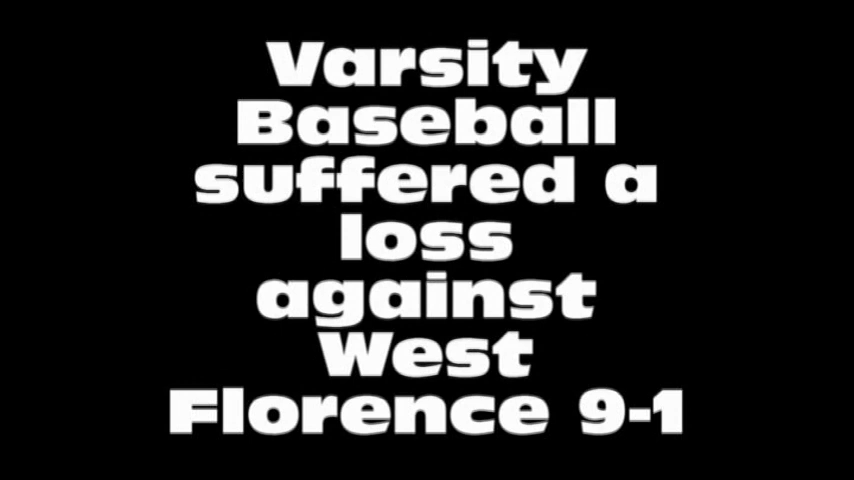 Varsity
Baseball
suffered a
loss
against
West
Florence 9-1